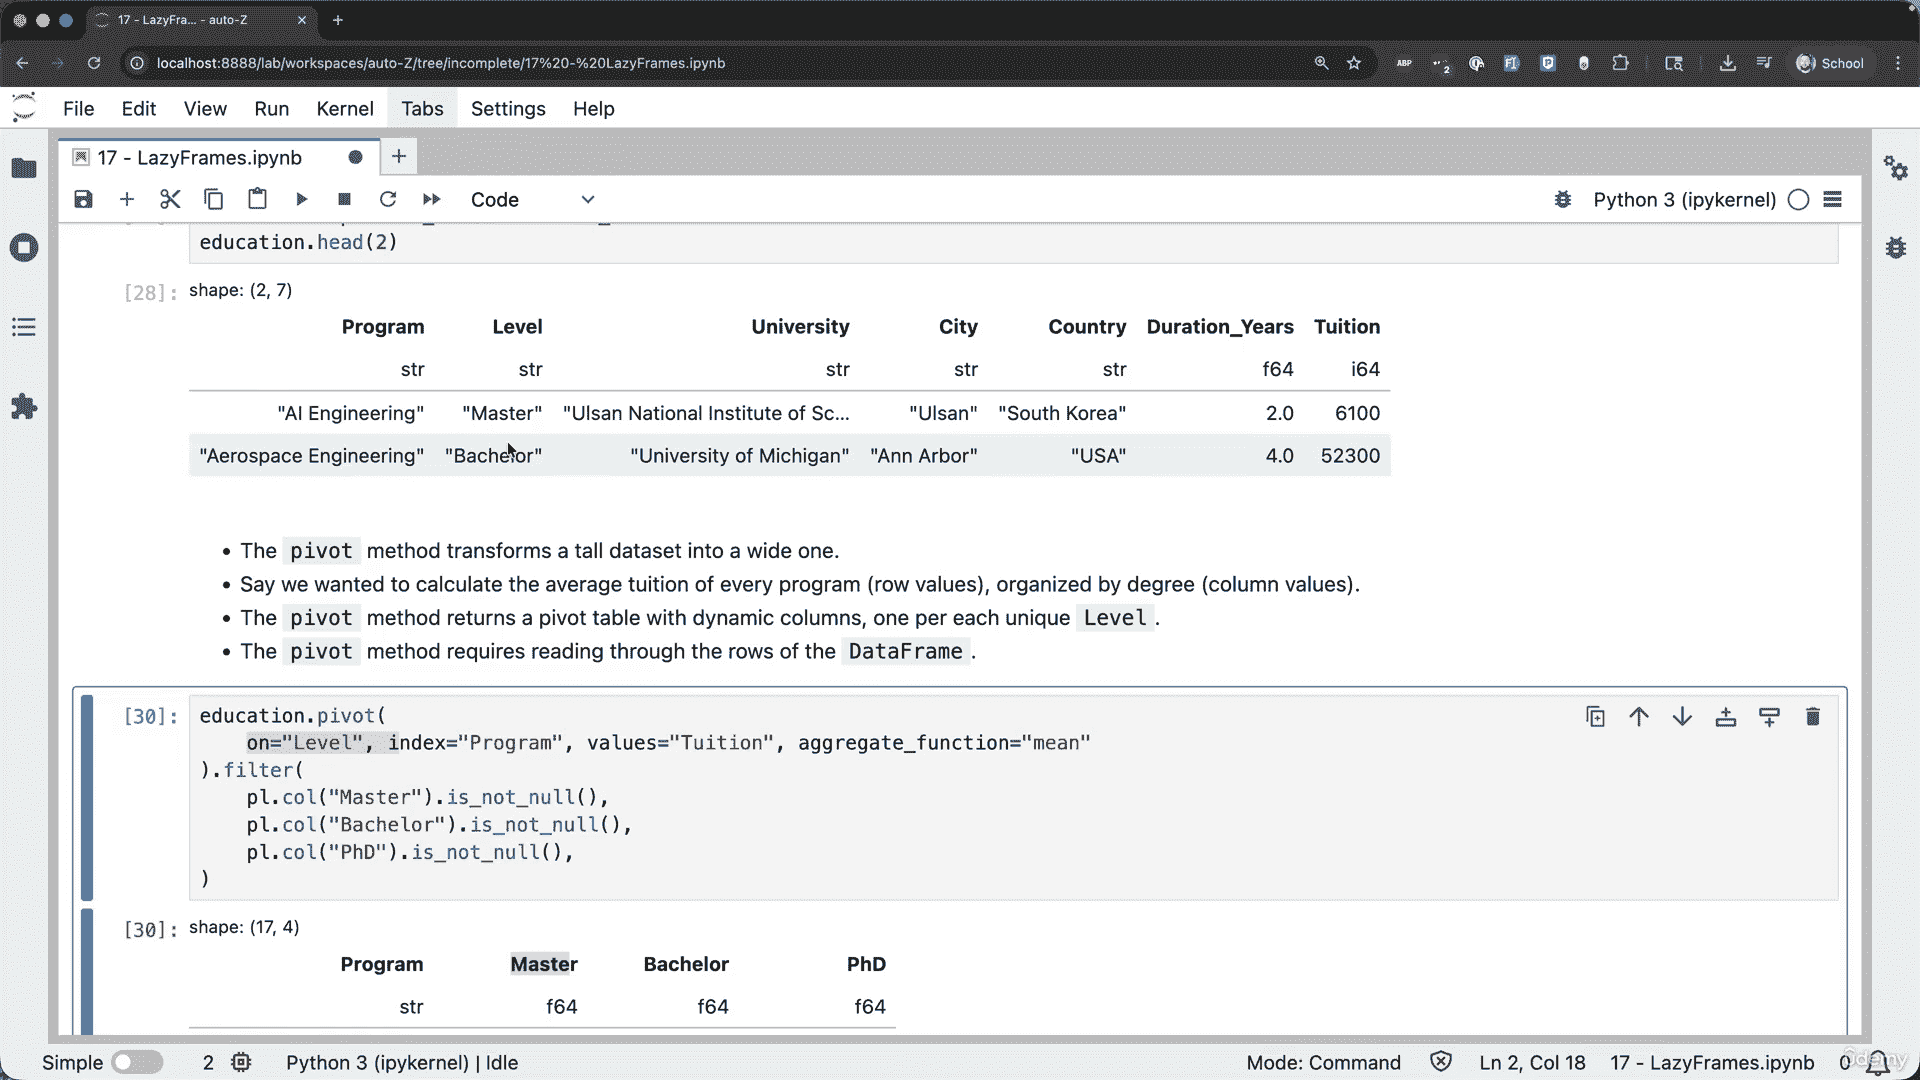 17 - LazyFra... - auto-Z
localhost:8888/lab/workspaces/auto-Z/tree/incomplete/17%20-%20LazyFrames.ipynb
ABP
2
School
File Edit View Run Kernel Tabs Settings Help
17 - LazyFrames.ipynb
Code
Python 3 (ipykernel)
education.head(2)
[28]: shape: (2, 7)
Program Level University City Country Duration_Years Tuition
str str str str str f64 i64
"AI Engineering" "Master" "Ulsan National Institute of Sc... "Ulsan" "South Korea" 2.0 6100
"Aerospace Engineering" "Bachelor" "University of Michigan" "Ann Arbor" "USA" 4.0 52300
• The pivot method transforms a tall dataset into a wide one.
• Say we wanted to calculate the average tuition of every program (row values), organized by degree (column values).
• The pivot method returns a pivot table with dynamic columns, one per each unique Level.
• The pivot method requires reading through the rows of the DataFrame.
[30]: education.pivot(
on="Level", index="Program", values="Tuition", aggregate_function="mean"
).filter(
pl.col("Master").is_not_null(),
pl.col("Bachelor").is_not_null(),
pl.col("PhD").is_not_null(),
)
[30]: shape: (17, 4)
Program Master Bachelor PhD
str f64 f64 f64
Simple 2 Python 3 (ipykernel) | Idle Mode: Command Ln 2, Col 18 17 - LazyFrames.ipynb 0
udemy